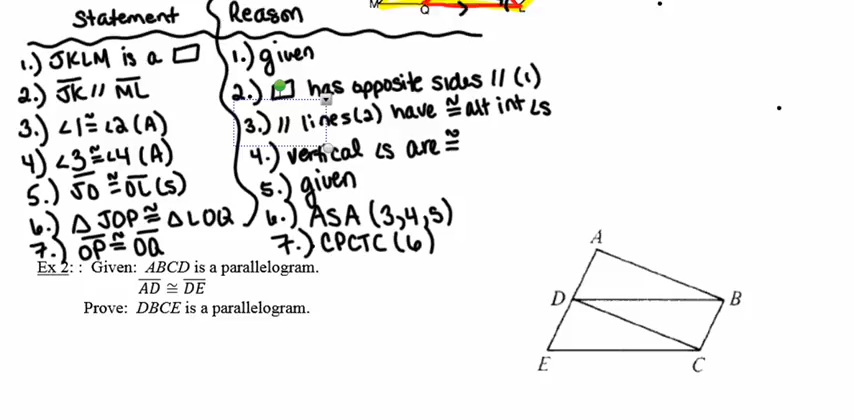 M Q L
Statement Reason
1.) JKLM is a ▱ 1.) given
2.) JK // ML 2.) ▱ has opposite sides // (1)
3.) ∠1 ≅ ∠2 (A) 3.) // lines(2) have ≅ alt int ∠s
4.) ∠3 ≅ ∠4 (A) 4.) vertical ∠s are ≅
5.) JO ≅ OL (S) 5.) given
6.) △ JOP ≅ △ LOQ 6.) ASA (3,4,5)
7.) OP ≅ OQ 7.) CPCTC (6)
Ex 2: : Given: ABCD is a parallelogram.
AD ≅ DE
Prove: DBCE is a parallelogram.
A
D B
E C